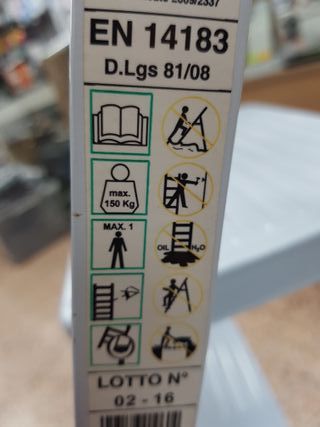 EN 14183
D.Lgs 81/08
max.
150 Kg
MAX. 1
OIL H₂O
LOTTO N°
02 - 16